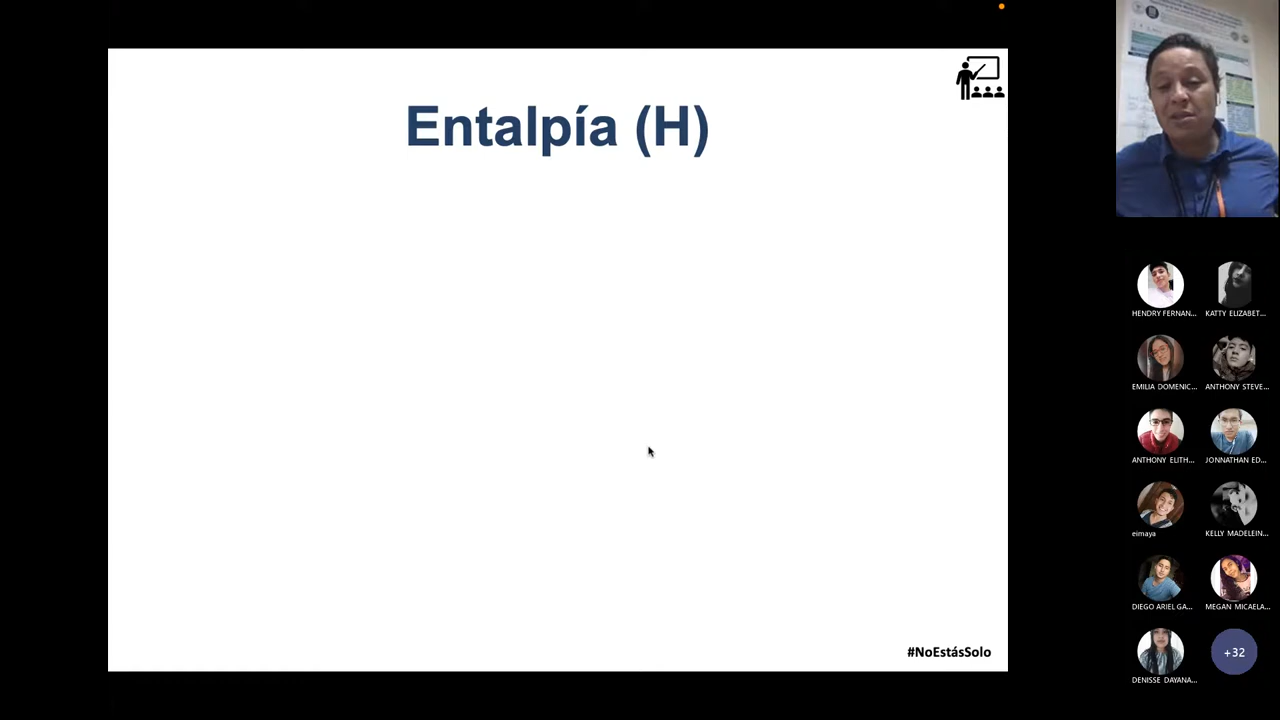 Entalpía (H)
#NoEstásSolo
HENDRY FERNAN...
KATTY ELIZABET...
EMILIA DOMENIC...
ANTHONY STEVE...
ANTHONY ELITH...
JONNATHAN ED...
eimaya
KELLY MADELEIN...
DIEGO ARIEL GA...
MEGAN MICAELA...
DENISSE DAYANA...
+32